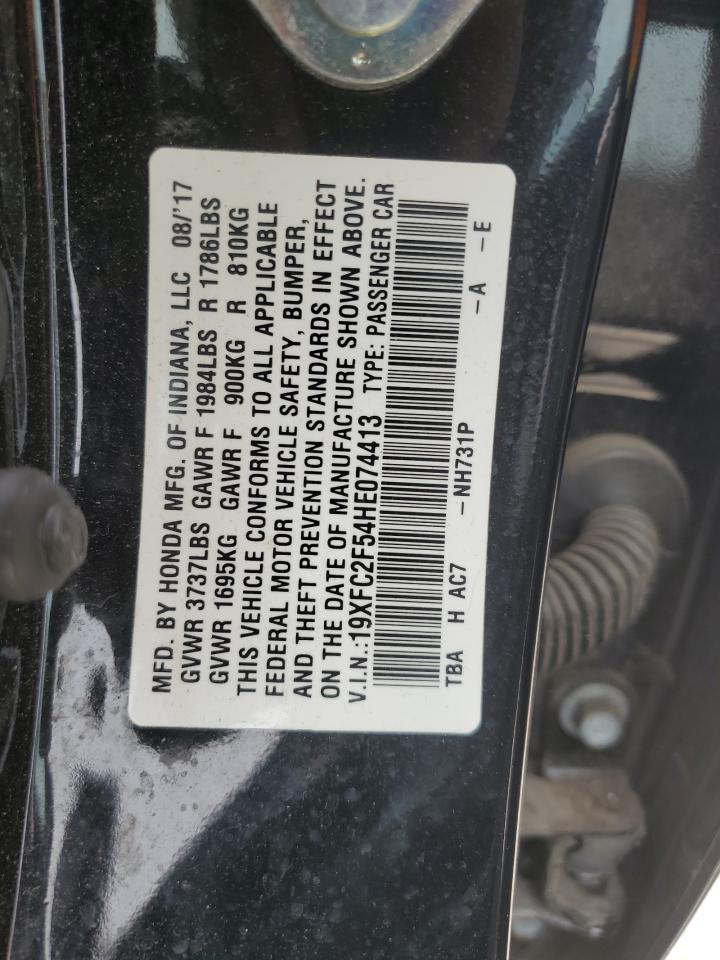 MFD. BY HONDA MFG. OF INDIANA, LLC 08/'17
GVWR 3737LBS GAWR F 1984LBS R 1786LBS
GVWR 1695KG GAWR F 900KG R 810KG
THIS VEHICLE CONFORMS TO ALL APPLICABLE
FEDERAL MOTOR VEHICLE SAFETY, BUMPER,
AND THEFT PREVENTION STANDARDS IN EFFECT
ON THE DATE OF MANUFACTURE SHOWN ABOVE.
V.I.N.:19XFC2F54HE074413 TYPE: PASSENGER CAR
TBA H AC7 -NH731P -A -E